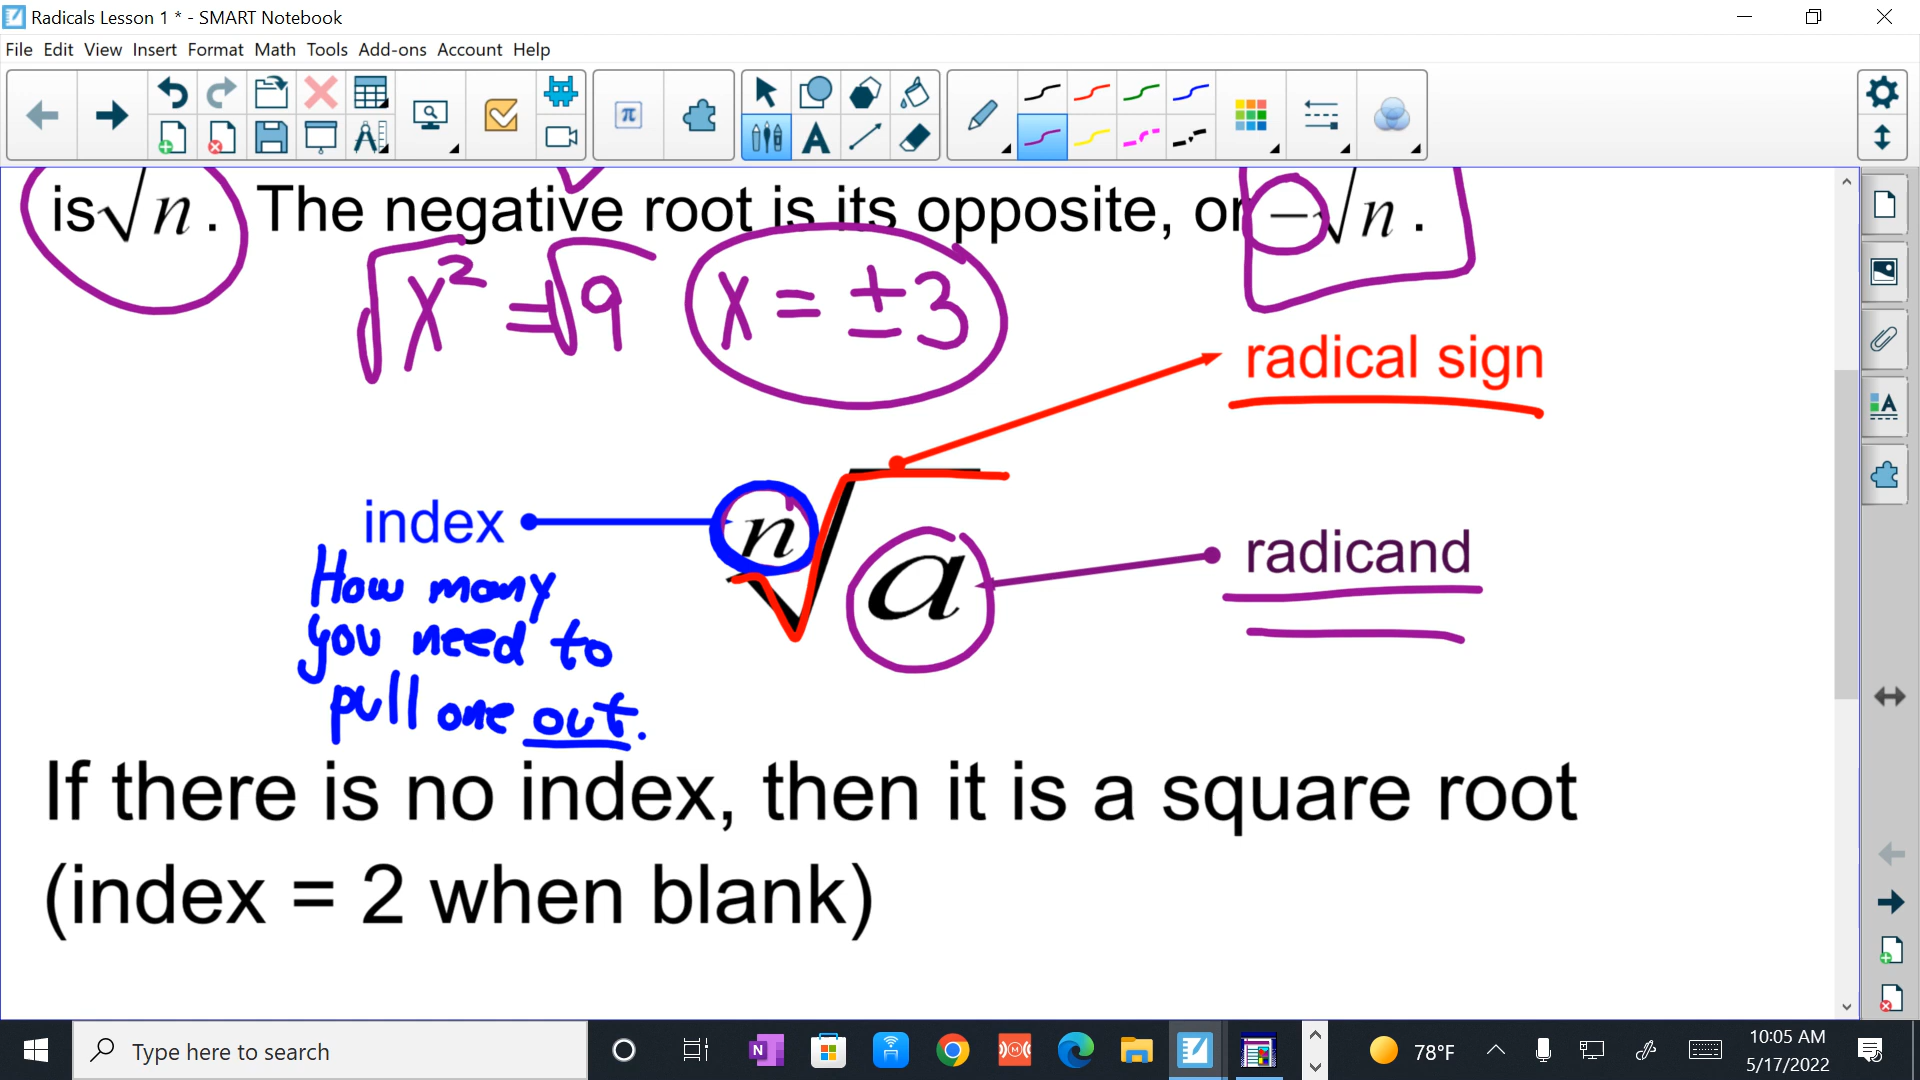 Radicals Lesson 1 * - SMART Notebook
File Edit View Insert Format Math Tools Add-ons Account Help
π
A
is√n. The negative root is its opposite, or −√n.
√x² = √9 x = ±3
radical sign
index
n√a
radicand
How many
you need to
pull one out.
If there is no index, then it is a square root
(index = 2 when blank)
Type here to search
78°F
10:05 AM
5/17/2022